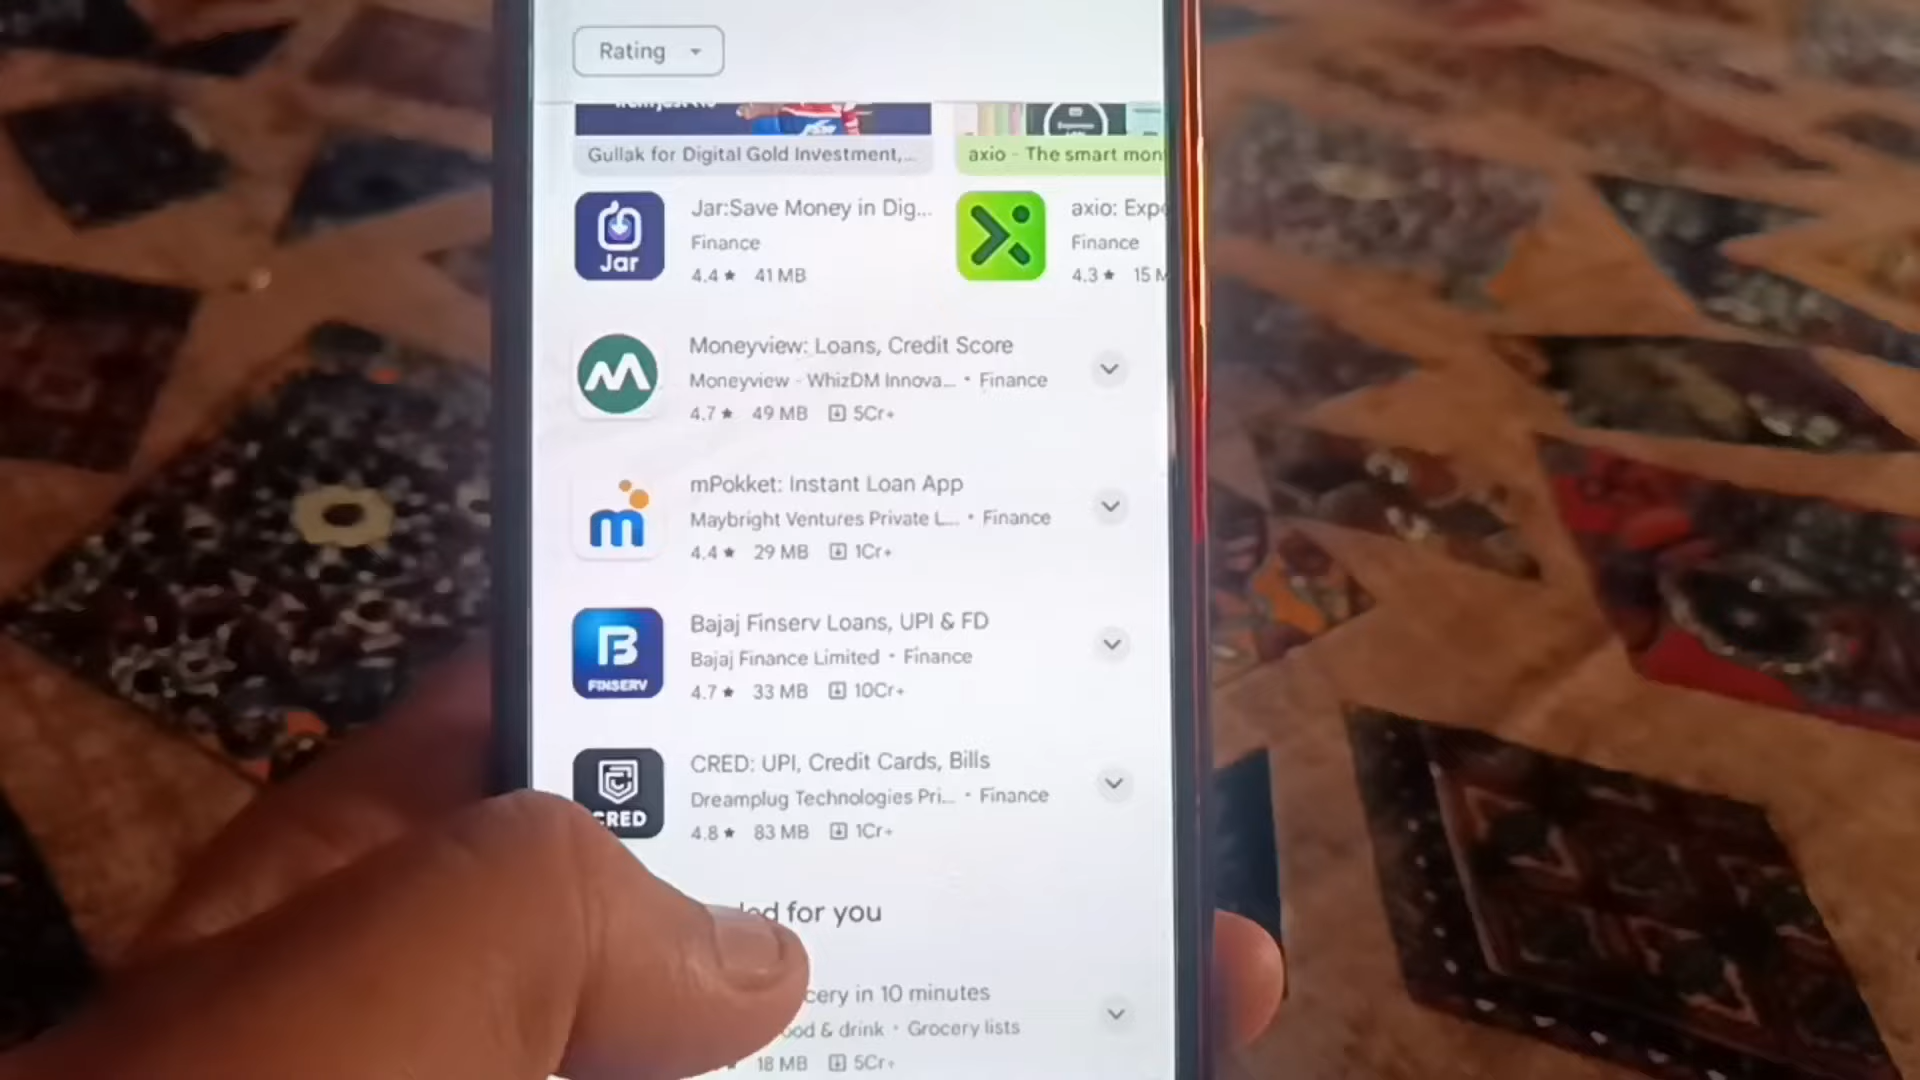 Rating
Gullak for Digital Gold Investment,...
axio - The smart mon
Jar
Jar:Save Money in Dig...
Finance
4.4★ 41 MB
axio: Exp
Finance
4.3★ 15 M
Moneyview: Loans, Credit Score
Moneyview - WhizDM Innova... • Finance
4.7★ 49 MB 5Cr+
mPokket: Instant Loan App
Maybright Ventures Private L... • Finance
4.4★ 29 MB 1Cr+
B
FINSERV
Bajaj Finserv Loans, UPI & FD
Bajaj Finance Limited • Finance
4.7★ 33 MB 10Cr+
CRED
CRED: UPI, Credit Cards, Bills
Dreamplug Technologies Pri... • Finance
4.8★ 83 MB 1Cr+
for you
in 10 minutes
& drink • Grocery lists
18 MB 5Cr+